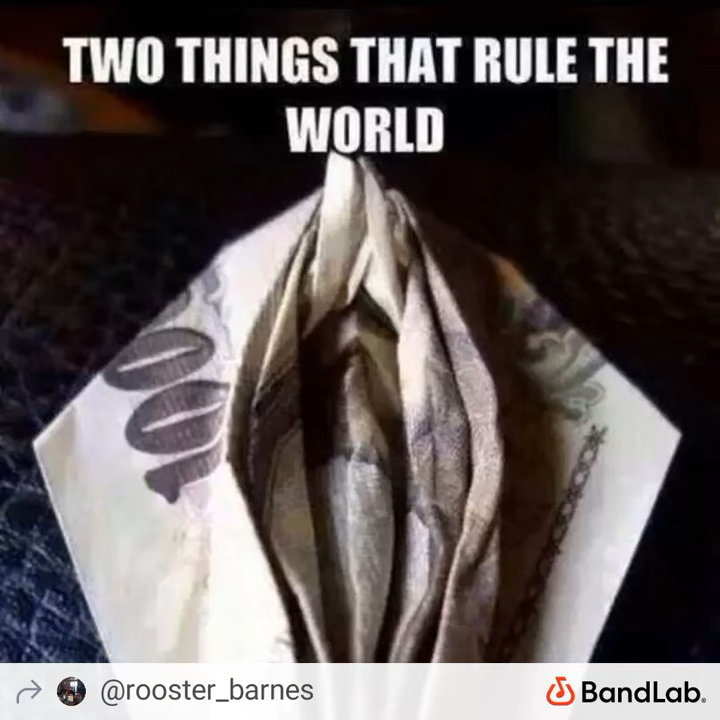 TWO THINGS THAT RULE THE
WORLD
100
@rooster_barnes
BandLab.